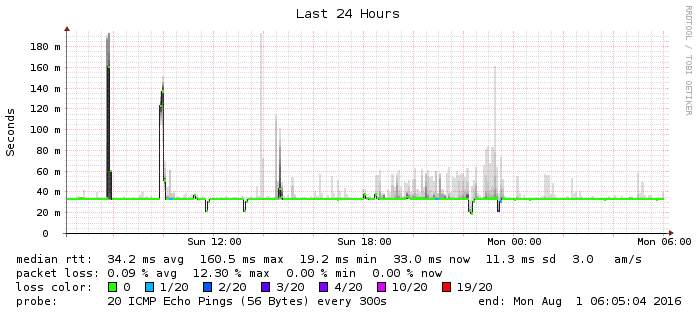 Last 24 Hours
RRDTOOL / TOBI OETIKER
Seconds
180 m
160 m
140 m
120 m
100 m
80 m
60 m
40 m
20 m
0
Sun 12:00 Sun 18:00 Mon 00:00 Mon 06:00
median rtt: 34.2 ms avg 160.5 ms max 19.2 ms min 33.0 ms now 11.3 ms sd 3.0 am/s
packet loss: 0.09 % avg 12.30 % max 0.00 % min 0.00 % now
loss color: 0 1/20 2/20 3/20 4/20 10/20 19/20
probe: 20 ICMP Echo Pings (56 Bytes) every 300s end: Mon Aug 1 06:05:04 2016